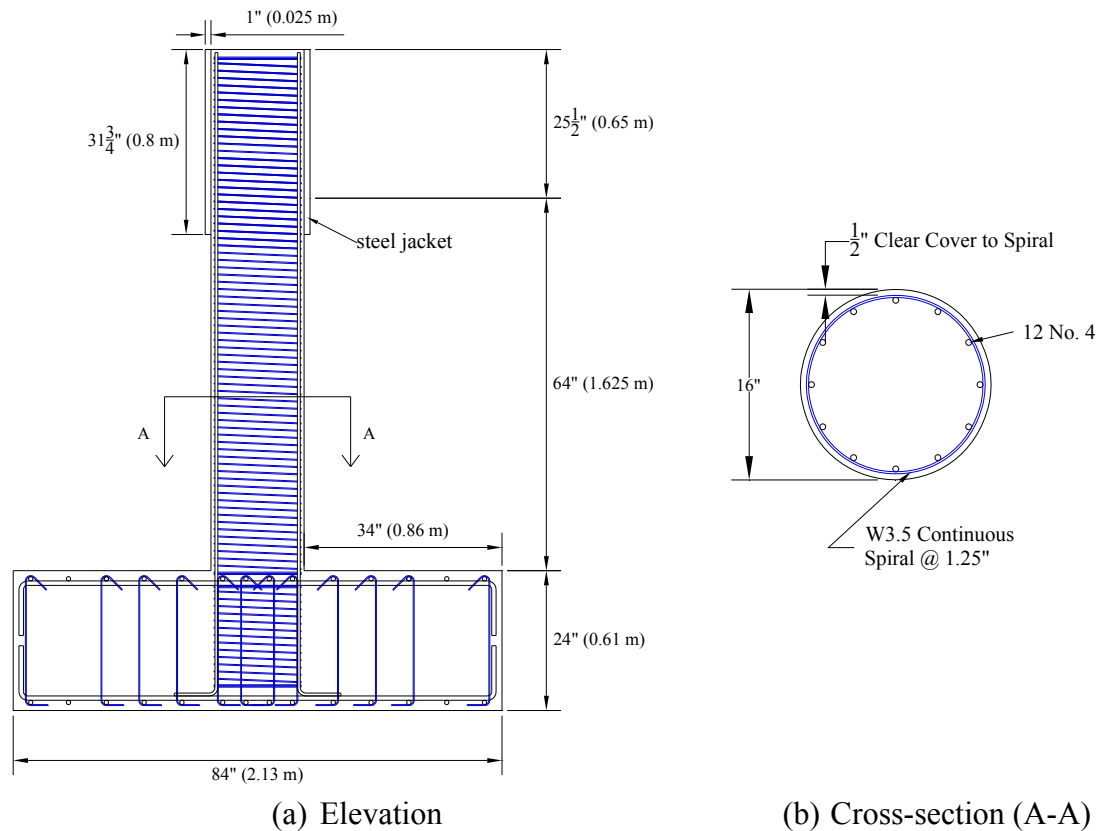 1" (0.025 m)
31 3/4" (0.8 m)
25 1/2" (0.65 m)
steel jacket
1/2" Clear Cover to Spiral
12 No. 4
16"
64" (1.625 m)
A
A
34" (0.86 m)
W3.5 Continuous
Spiral @ 1.25"
24" (0.61 m)
84" (2.13 m)
(a) Elevation
(b) Cross-section (A-A)